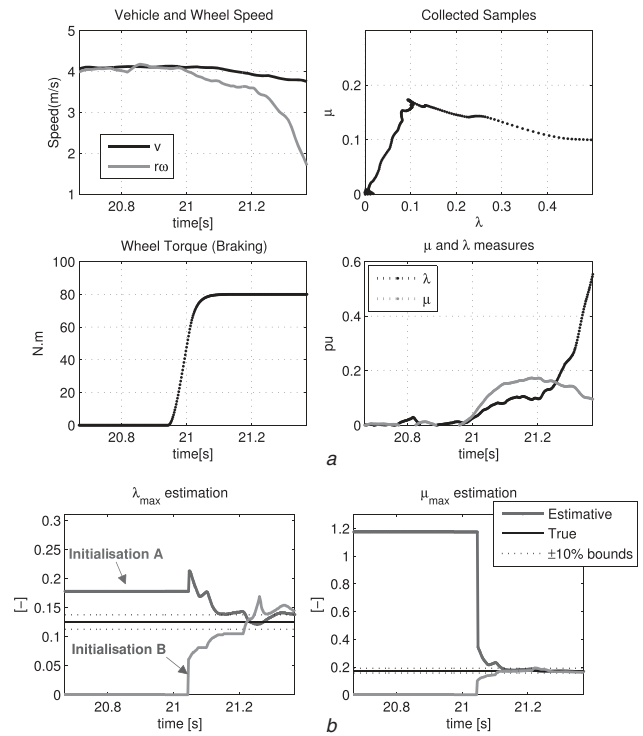 Vehicle and Wheel Speed
Speed(m/s)
5
4
3
2
1
v
rω
20.8 21 21.2
time[s]
Collected Samples
μ
0.2
0.1
0
0 0.1 0.2 0.3 0.4
λ
Wheel Torque (Braking)
N.m
100
80
60
40
20
0
20.8 21 21.2
time[s]
μ and λ measures
pu
0.6
0.4
0.2
0
λ
μ
20.8 21 21.2
time[s]
a
λmax estimation
[–]
0.3
0.25
0.2
0.15
0.1
0.05
0
Initialisation A
Initialisation B
20.8 21 21.2
time [s]
μmax estimation
[–]
1.2
1
0.8
0.6
0.4
0.2
0
Estimative
True
±10% bounds
20.8 21 21.2
time [s]
b